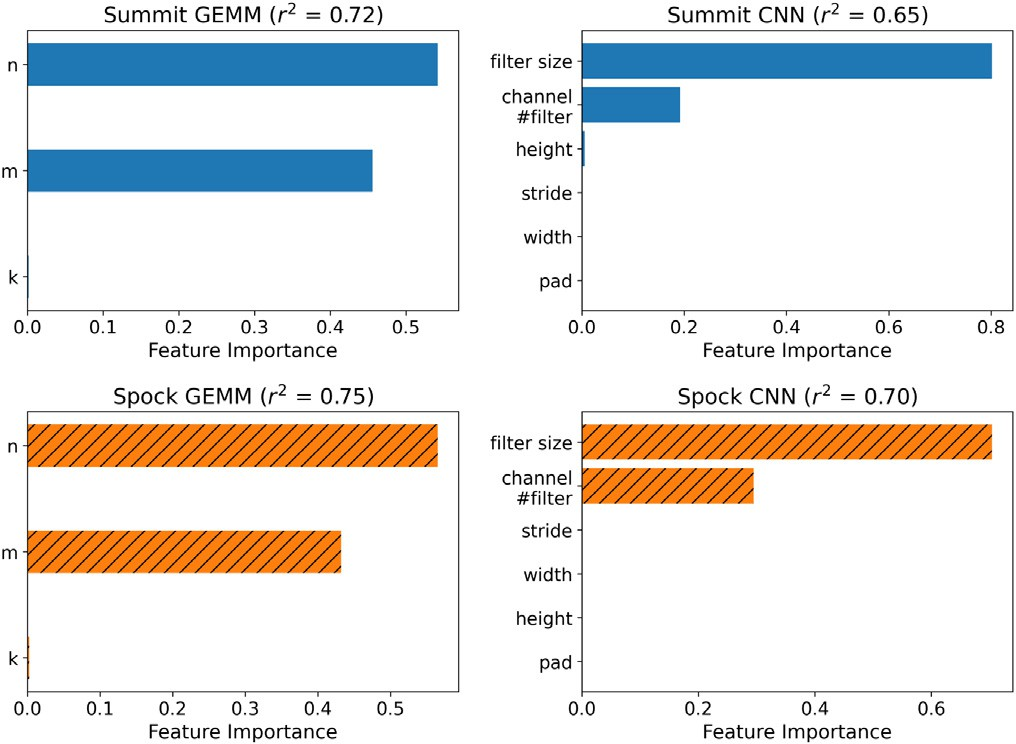 Summit GEMM (r² = 0.72)
n
m
k
0.0 0.1 0.2 0.3 0.4 0.5
Feature Importance
Summit CNN (r² = 0.65)
filter size
channel
#filter
height
stride
width
pad
0.0 0.2 0.4 0.6 0.8
Feature Importance
Spock GEMM (r² = 0.75)
n
m
k
0.0 0.1 0.2 0.3 0.4 0.5
Feature Importance
Spock CNN (r² = 0.70)
filter size
channel
#filter
stride
width
height
pad
0.0 0.2 0.4 0.6
Feature Importance